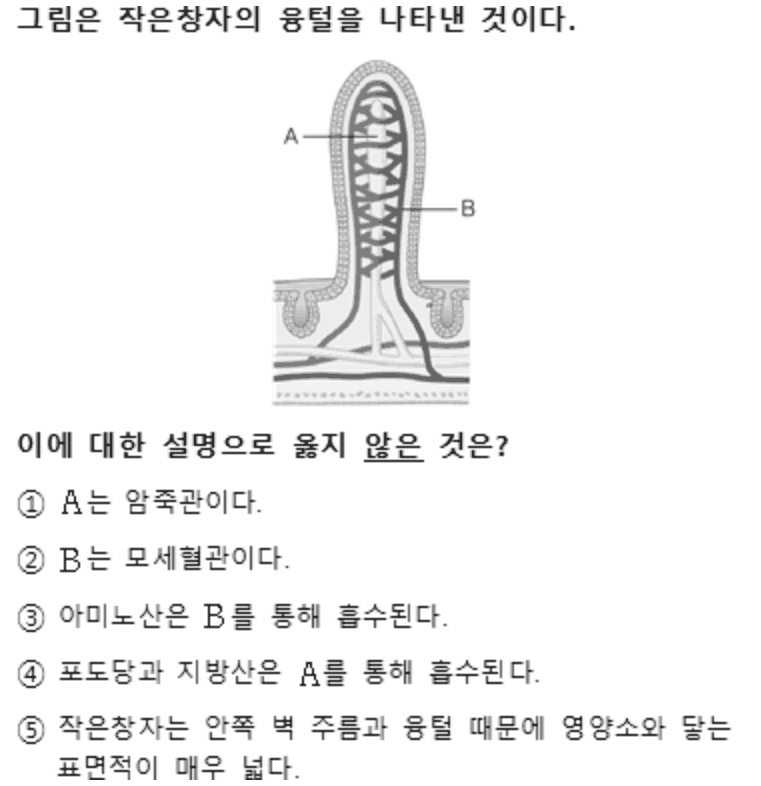 그림은 작은창자의 융털을 나타낸 것이다.
A
B
이에 대한 설명으로 옳지 않은 것은?
① A는 암죽관이다.
② B는 모세혈관이다.
③ 아미노산은 B를 통해 흡수된다.
④ 포도당과 지방산은 A를 통해 흡수된다.
⑤ 작은창자는 안쪽 벽 주름과 융털 때문에 영양소와 닿는
표면적이 매우 넓다.